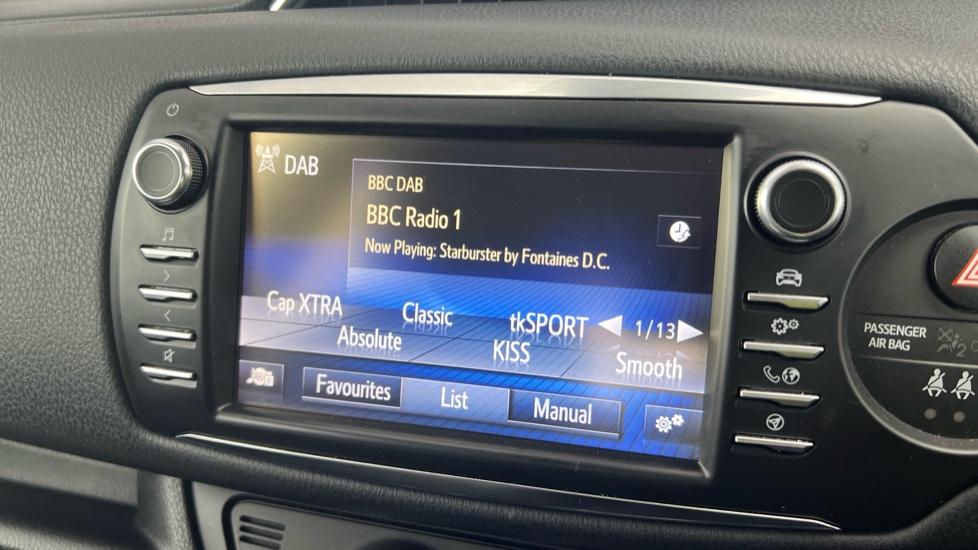 DAB
BBC DAB
BBC Radio 1
Now Playing: Starburster by Fontaines D.C.
Cap XTRA
Classic
tkSPORT
1/13
Absolute
KISS
Smooth
Favourites
List
Manual
PASSENGER
AIR BAG
2